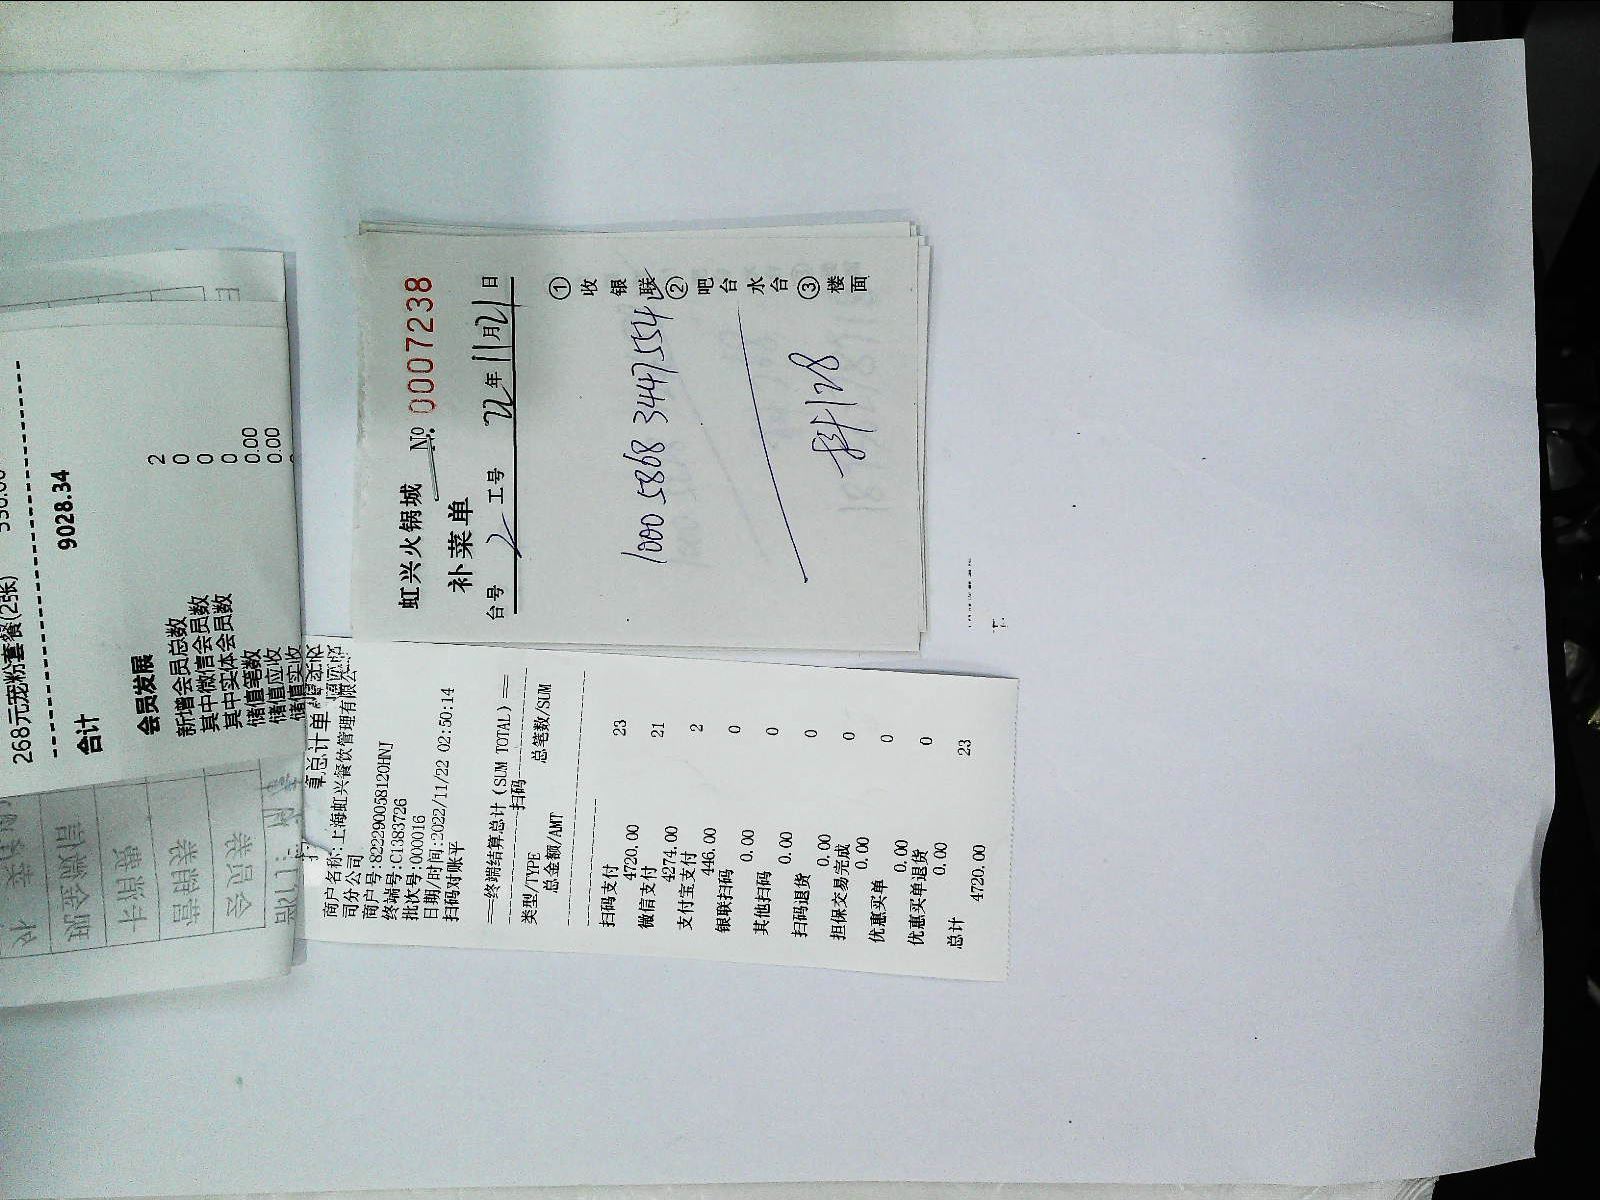 268元宠粉套餐(2张)
合计 9028.34
会员发展
新增会员总数 2
其中微信会员数 0
其中实体会员数 0
储值笔数 0
储值应收 0.00
储值实收 0.00
虹兴火锅城 № 0007238
补菜单
台号 2 工号 22年11月21日
1000 5868 3447 554
抖128
①收银联②吧台水台③楼面
算总计单
商户名称:上海虹兴餐饮管理有限公
司分公司
商户号:822290058120HNJ
终端号:C1383726
批次号:000016
日期/时间:2022/11/22 02:50:14
扫码对账平
==终端结算总计(SUM TOTAL)==
扫码
类型/TYPE 总笔数/SUM
总金额/AMT
扫码支付 23
4720.00
微信支付 21
4274.00
支付宝支付 2
446.00
银联扫码 0
0.00
其他扫码 0
0.00
扫码退货 0
0.00
担保交易完成 0
0.00
优惠买单 0
0.00
优惠买单退货 0
0.00
总计 23
4720.00